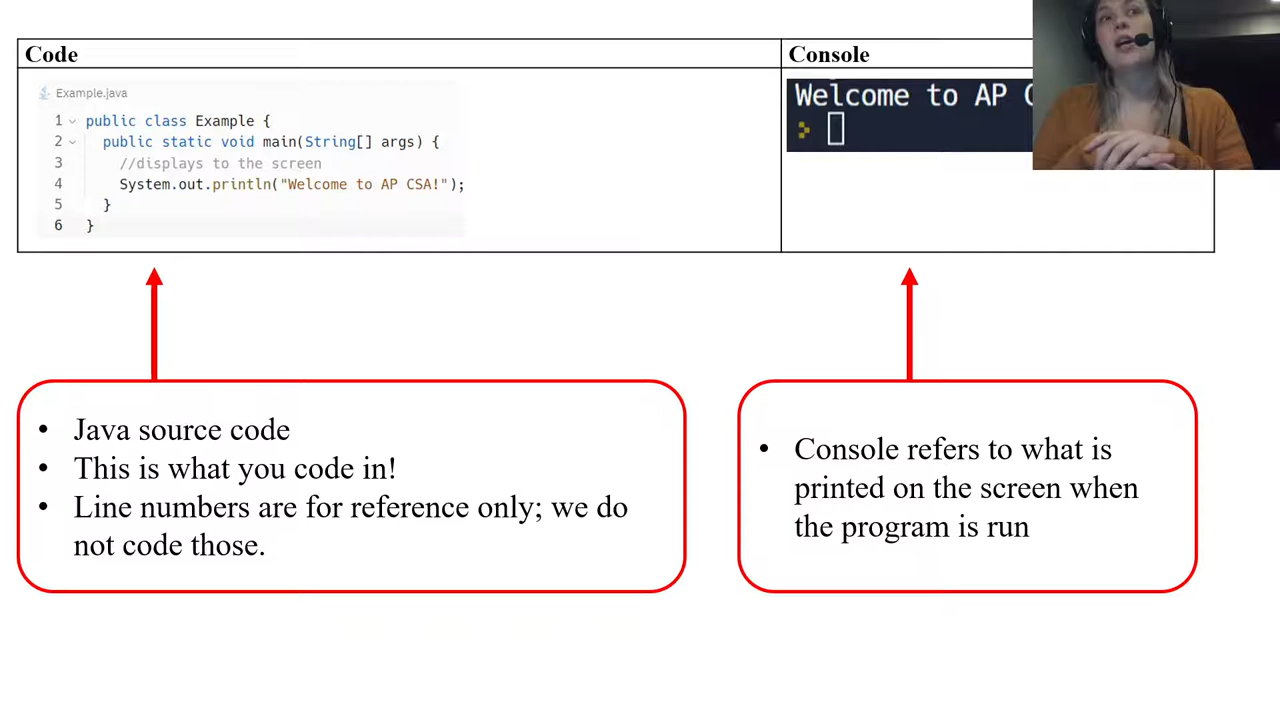 Code
Console
Example.java
1 public class Example {
2 public static void main(String[] args) {
3 //displays to the screen
4 System.out.println("Welcome to AP CSA!");
5 }
6 }
Welcome to AP
>
• Java source code
• This is what you code in!
• Line numbers are for reference only; we do
not code those.
• Console refers to what is
printed on the screen when
the program is run